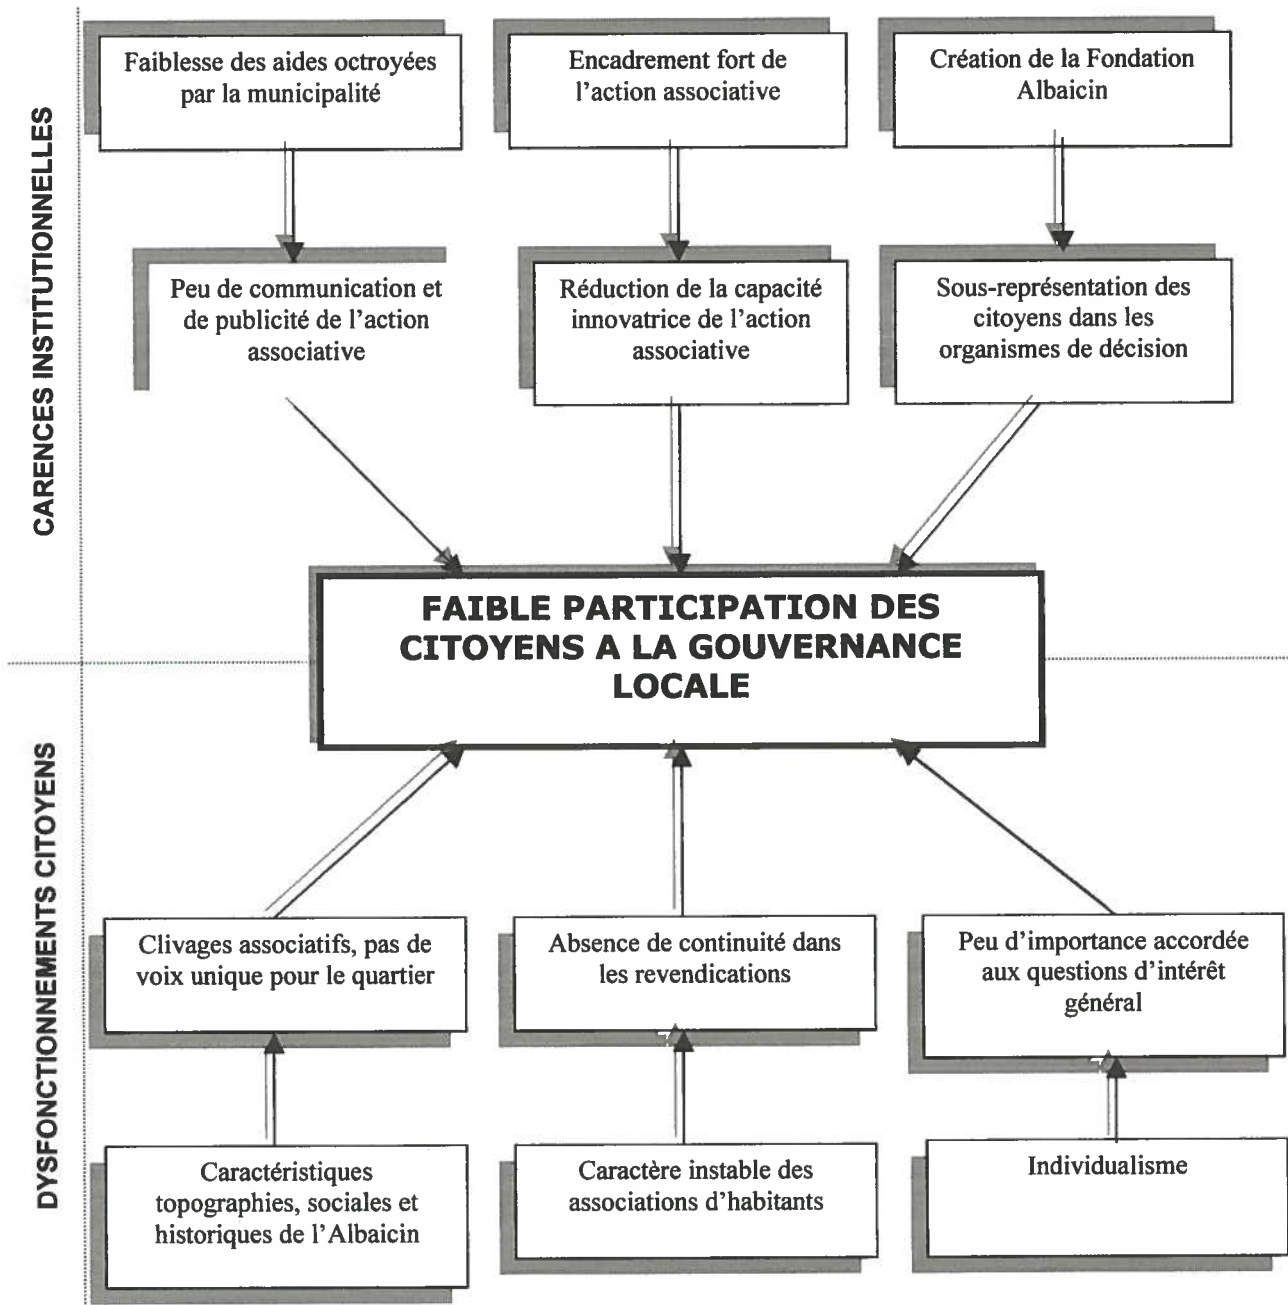 CARENCES INSTITUTIONNELLES
Faiblesse des aides octroyées
par la municipalité
Encadrement fort de
l'action associative
Création de la Fondation
Albaicin
Peu de communication et
de publicité de l'action
associative
Réduction de la capacité
innovatrice de l'action
associative
Sous-représentation des
citoyens dans les
organismes de décision
FAIBLE PARTICIPATION DES
CITOYENS A LA GOUVERNANCE
LOCALE
DYSFONCTIONNEMENTS CITOYENS
Clivages associatifs, pas de
voix unique pour le quartier
Absence de continuité dans
les revendications
Peu d'importance accordée
aux questions d'intérêt
général
Caractéristiques
topographies, sociales et
historiques de l'Albaicin
Caractère instable des
associations d'habitants
Individualisme